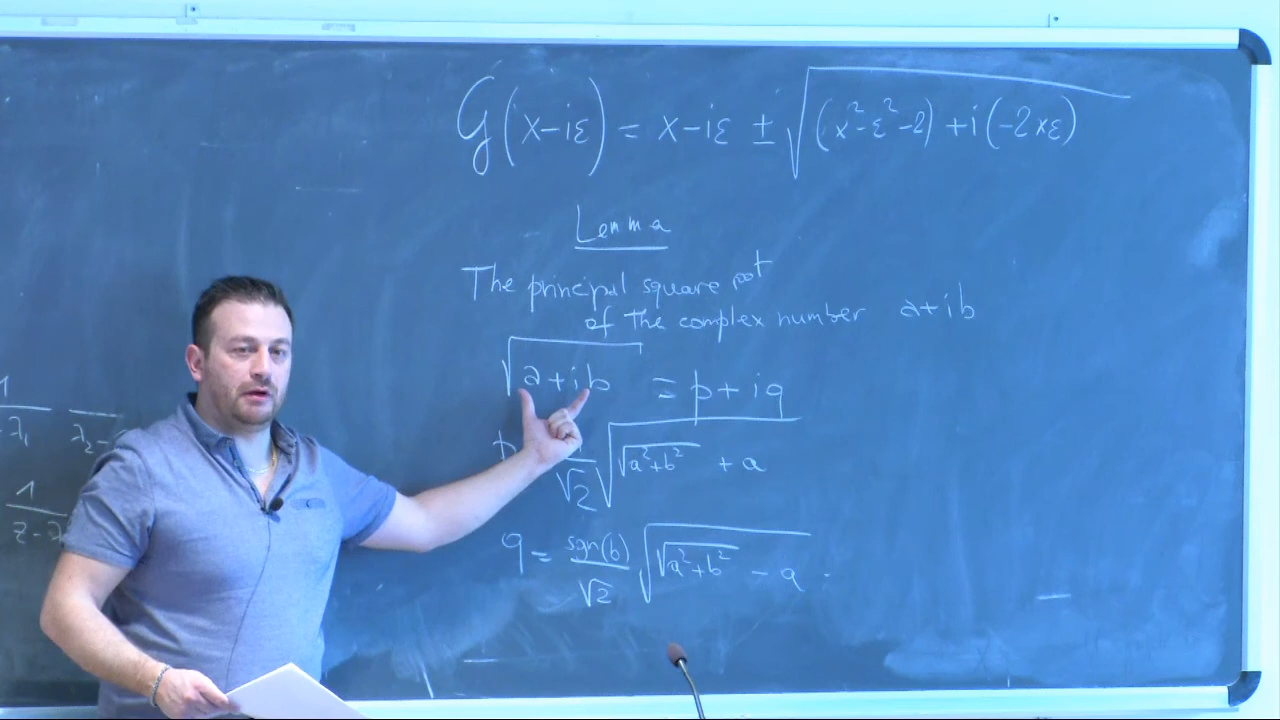 G(x-iε) = x-iε ± √((x²-ε²-2)+i(-2xε))
Lemma
The principal square root
of the complex number a+ib
√(a+ib) = p+iq
p 1/√2 √(√(a²+b²) + a)
q = sgn(b)/√2 √(√(a²+b²) - a) .